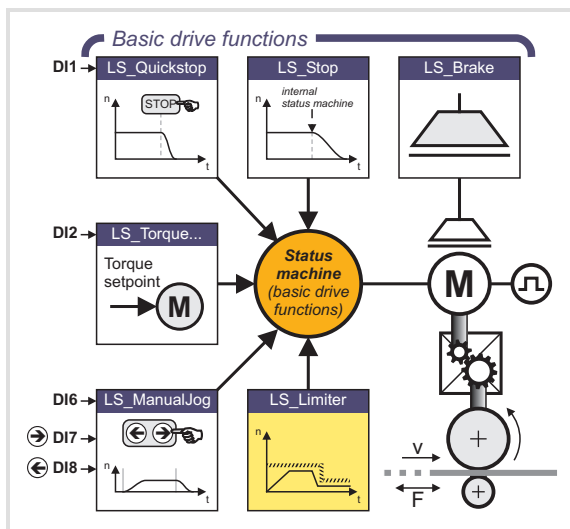 Basic drive functions
DI1
LS_Quickstop
LS_Stop
LS_Brake
n
STOP
t
n
internal
status machine
t
DI2
LS_Torque...
Torque
setpoint
M
Status
machine
(basic drive
functions)
M
DI6
LS_ManualJog
LS_Limiter
DI7
DI8
n
t
n
t
v
F